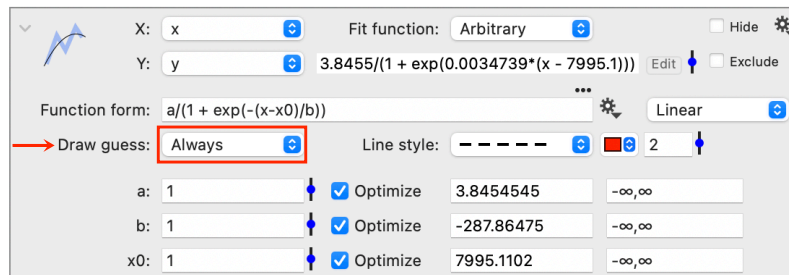 X: x Fit function: Arbitrary Hide
Y: y 3.8455/(1 + exp(0.0034739*(x - 7995.1))) Edit Exclude
Function form: a/(1 + exp(-(x-x0)/b)) Linear
Draw guess: Always Line style: 2
a: 1 Optimize 3.8454545 -∞,∞
b: 1 Optimize -287.86475 -∞,∞
x0: 1 Optimize 7995.1102 -∞,∞